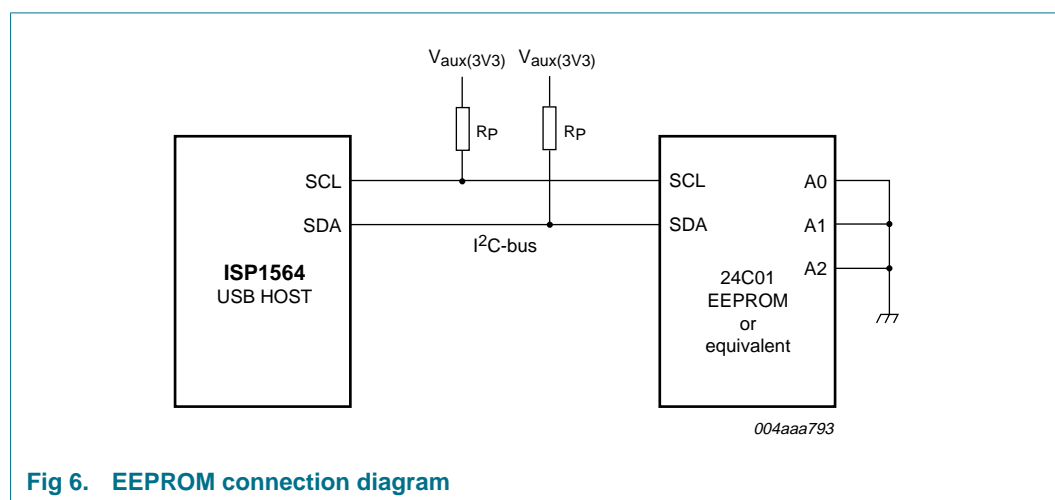 Vaux(3V3) Vaux(3V3)
RP RP
SCL SCL A0
SDA SDA A1
I2C-bus A2
ISP1564
USB HOST
24C01
EEPROM
or
equivalent
004aaa793
Fig 6. EEPROM connection diagram